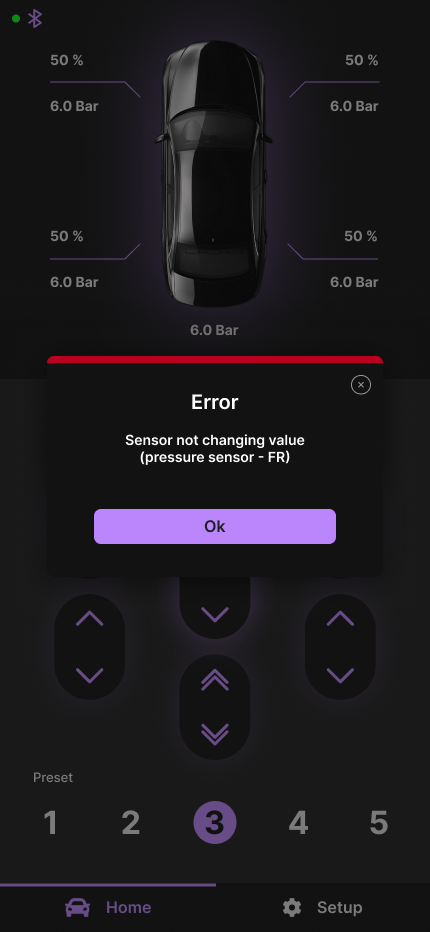 50 %
50 %
6.0 Bar
6.0 Bar
50 %
50 %
6.0 Bar
6.0 Bar
6.0 Bar
Error
Sensor not changing value
(pressure sensor - FR)
Ok
Preset
1 2 3 4 5
Home
Setup